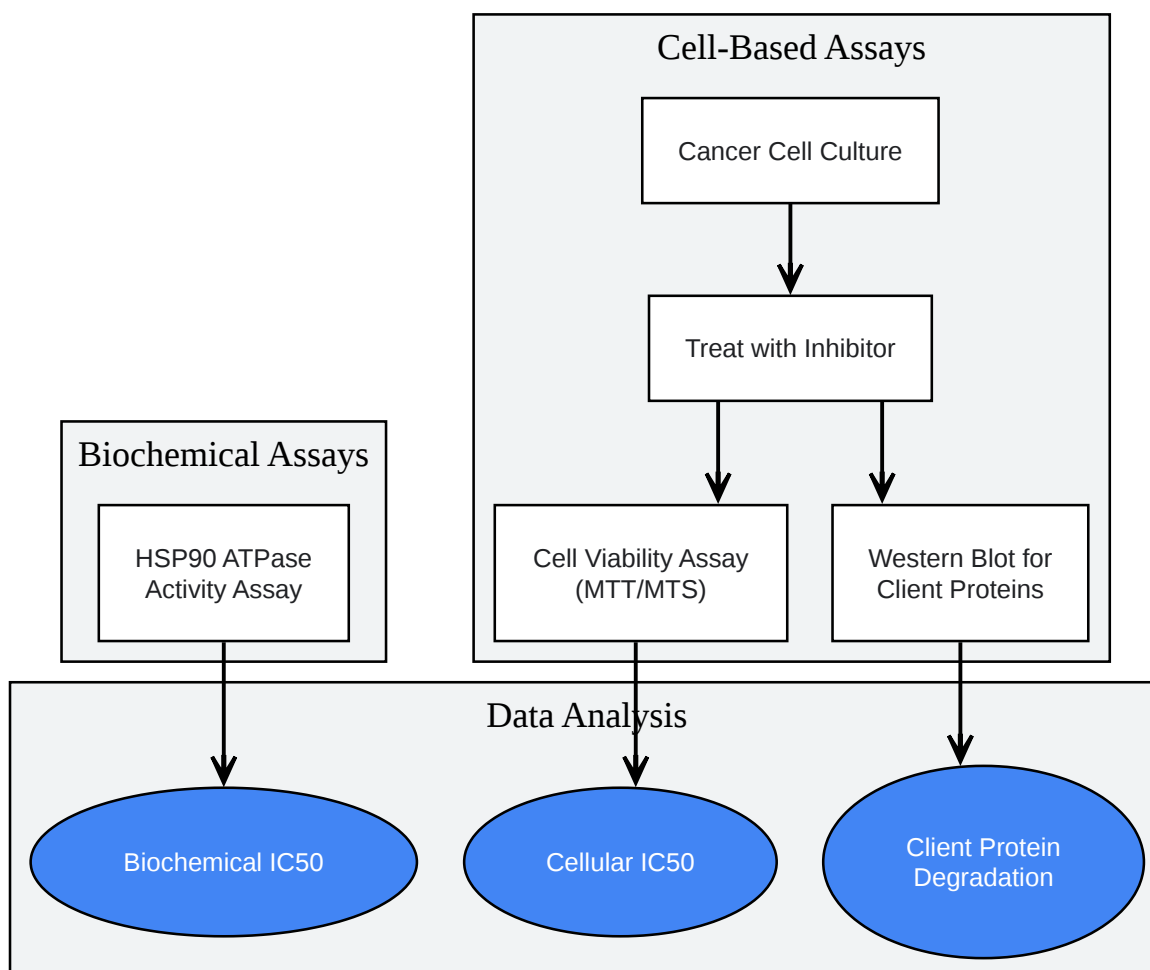 Cell-Based Assays
Cancer Cell Culture
Treat with Inhibitor
Biochemical Assays
HSP90 ATPase
Activity Assay
Cell Viability Assay
(MTT/MTS)
Western Blot for
Client Proteins
Data Analysis
Biochemical IC50
Cellular IC50
Client Protein
Degradation